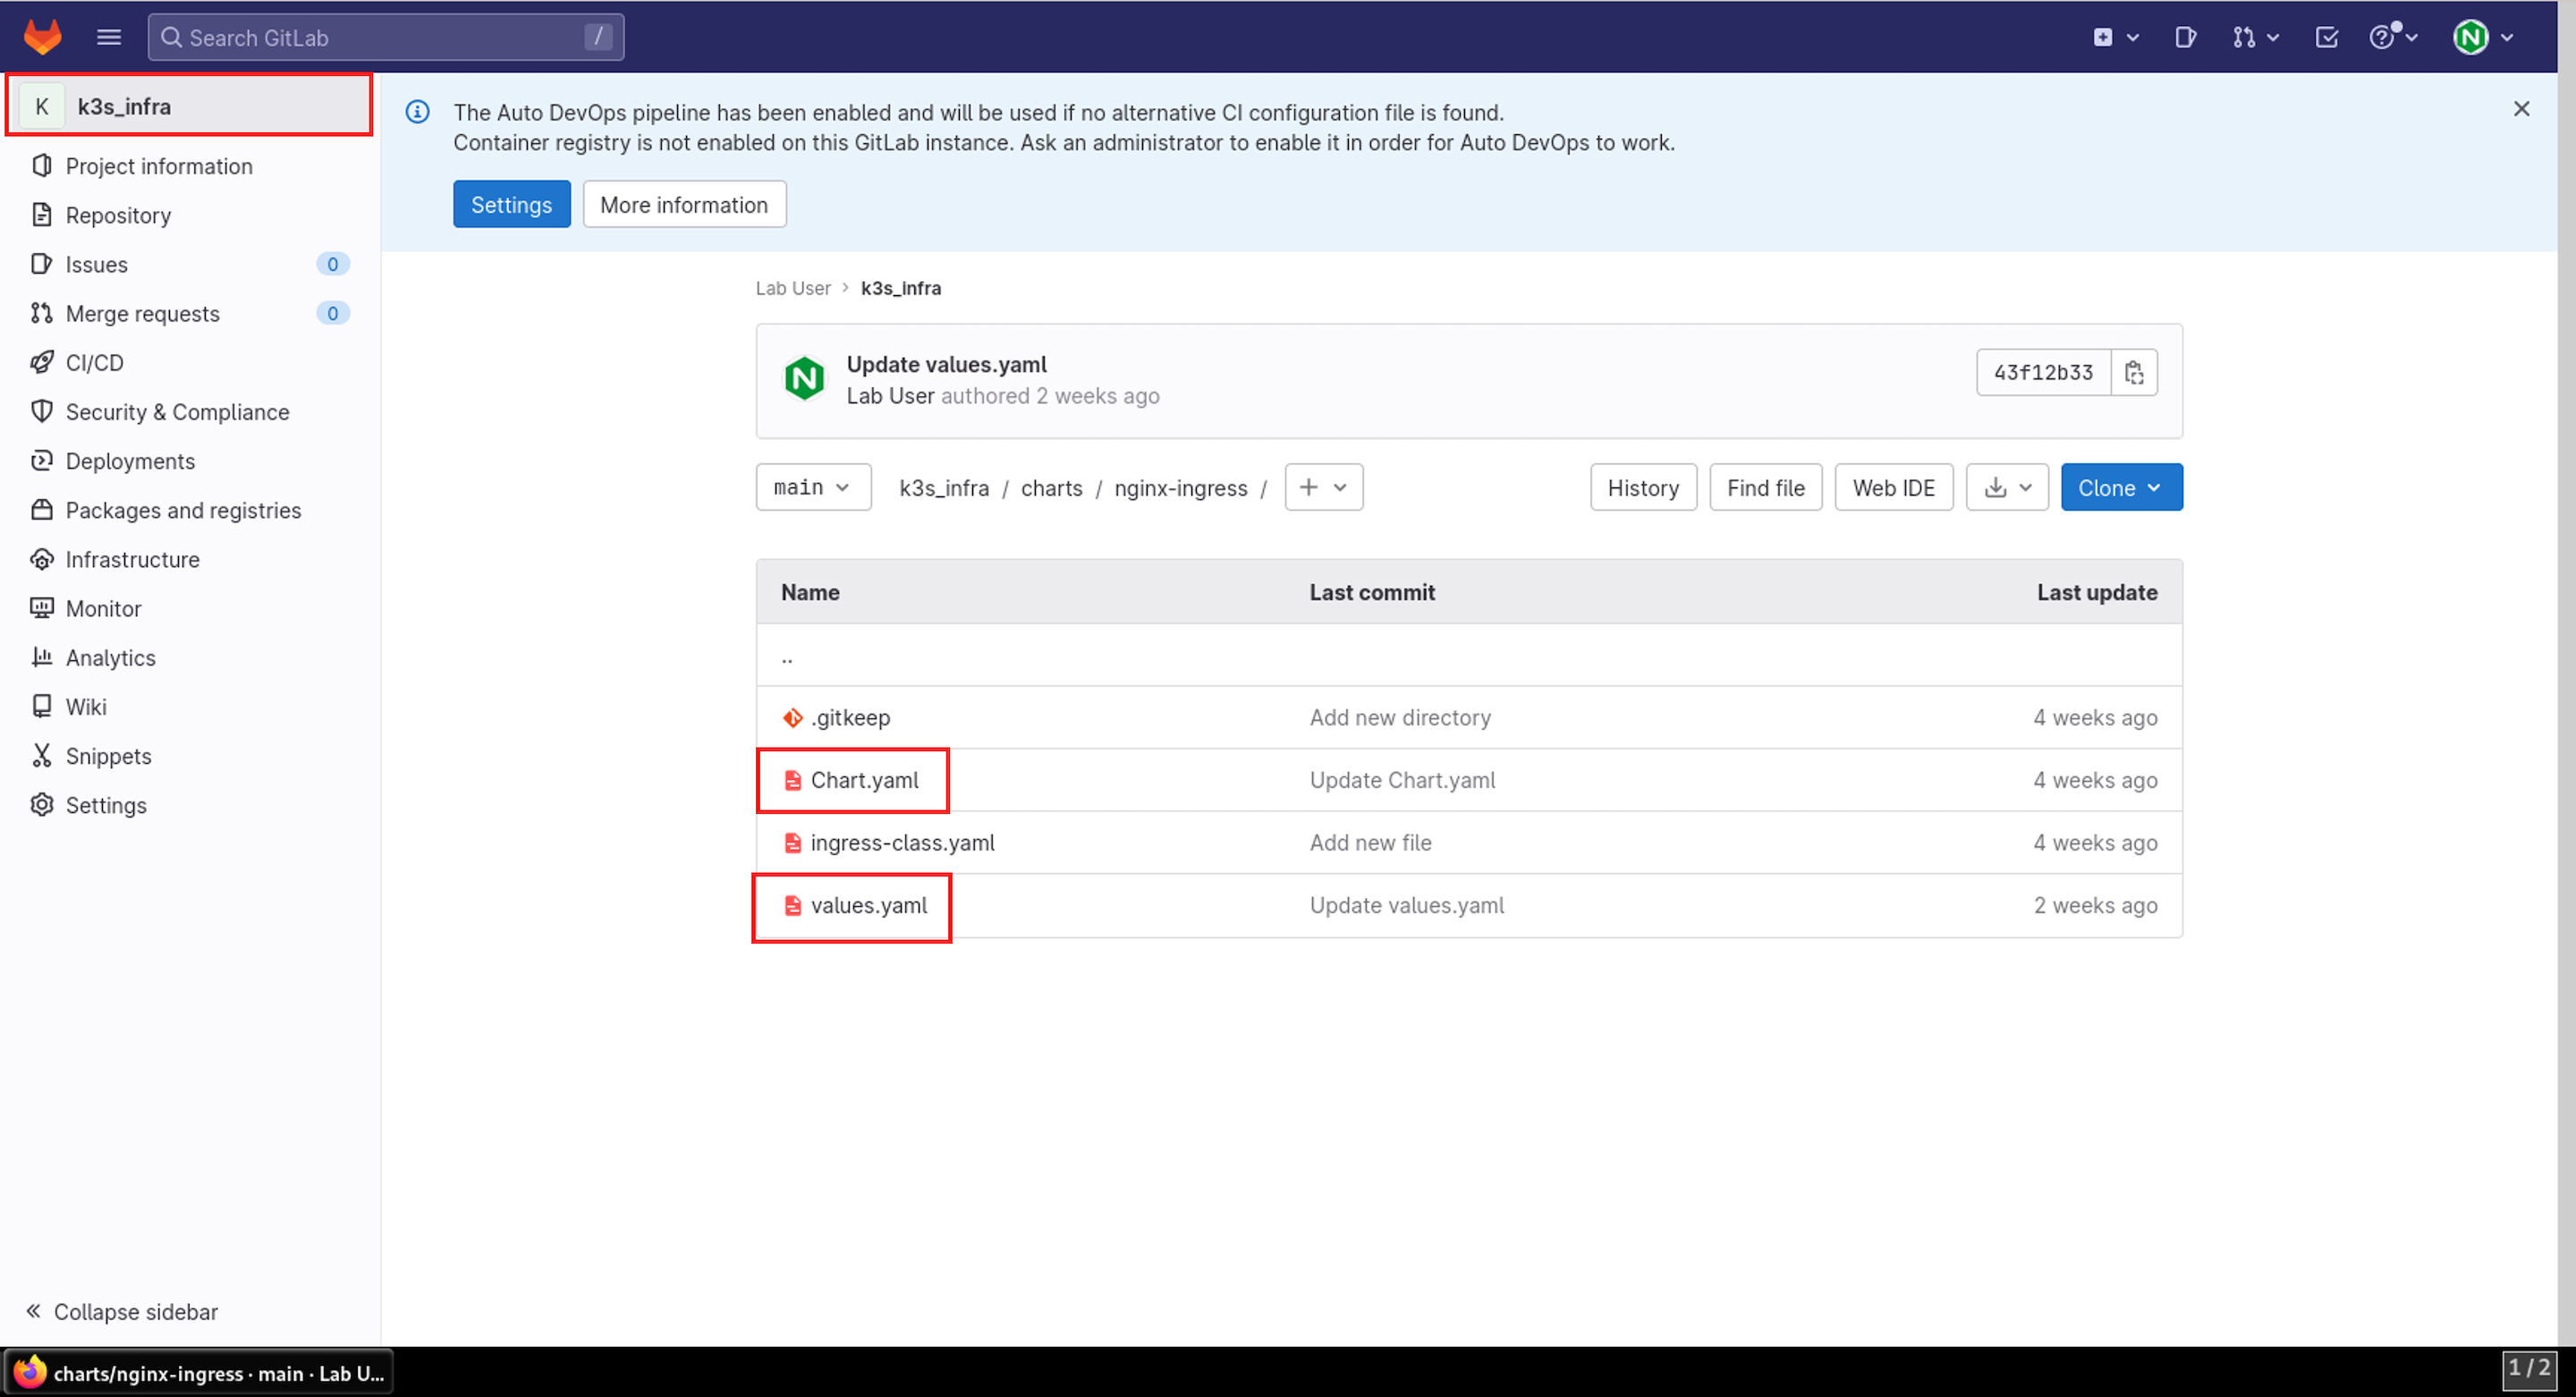 Search GitLab /
K k3s_infra
Project information
Repository
Issues 0
Merge requests 0
CI/CD
Security & Compliance
Deployments
Packages and registries
Infrastructure
Monitor
Analytics
Wiki
Snippets
Settings
« Collapse sidebar
The Auto DevOps pipeline has been enabled and will be used if no alternative CI configuration file is found.
Container registry is not enabled on this GitLab instance. Ask an administrator to enable it in order for Auto DevOps to work.
Settings More information
Lab User › k3s_infra
Update values.yaml
Lab User authored 2 weeks ago
43f12b33
main k3s_infra / charts / nginx-ingress / + History Find file Web IDE Clone
Name Last commit Last update
..
.gitkeep Add new directory 4 weeks ago
Chart.yaml Update Chart.yaml 4 weeks ago
ingress-class.yaml Add new file 4 weeks ago
values.yaml Update values.yaml 2 weeks ago
charts/nginx-ingress · main · Lab U...
1 / 2